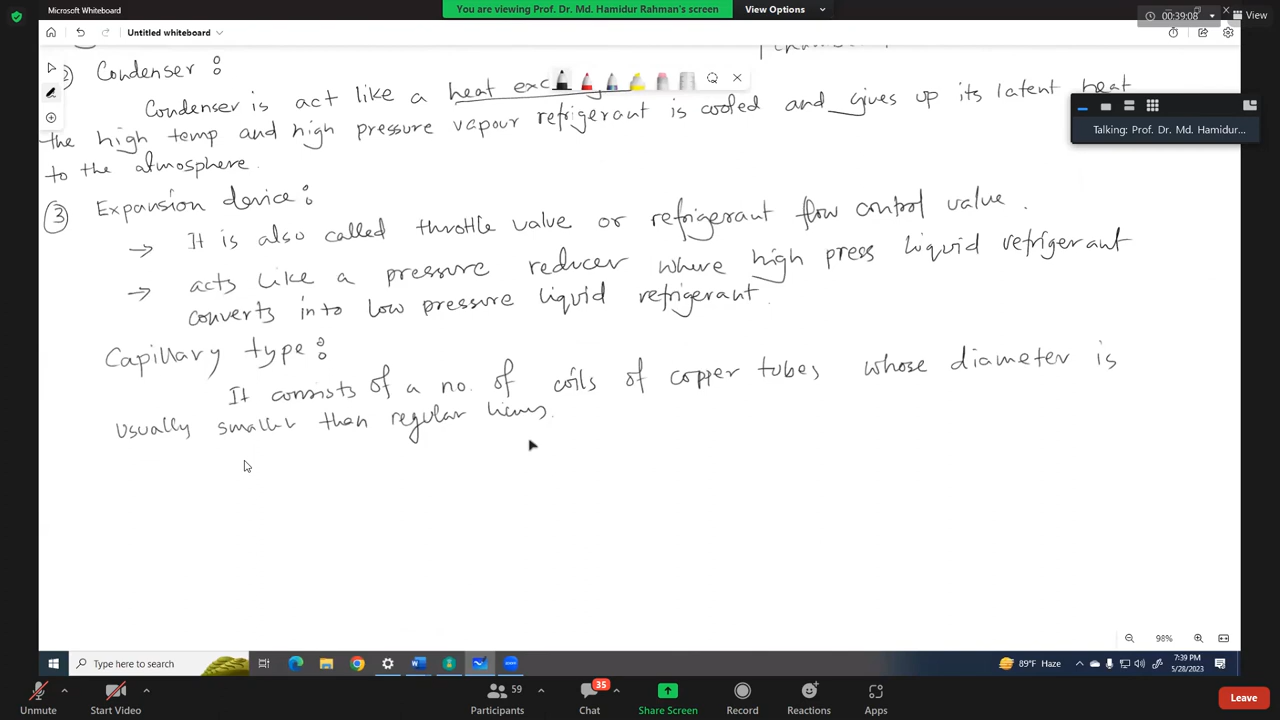 Microsoft Whiteboard
You are viewing Prof. Dr. Md. Hamidur Rahman's screen
View Options
00:39:08
View
Untitled whiteboard
2) Condenser :
Condenser is act like a heat exc
the high temp and high pressure vapour refrigerant is cooled and gives up its latent heat
to the atmosphere.
Talking: Prof. Dr. Md. Hamidur...
3 Expansion device :
→ It is also called throttle valve or refrigerant flow control value.
→ acts like a pressure reducer where high press liquid refrigerant
converts into low pressure liquid refrigerant.
Capillary type :
It consists of a no. of coils of copper tubes whose diameter is
usually smaller than regular
98%
Type here to search
89°F Haze
7:39 PM
5/28/2023
Unmute
Start Video
59
Participants
35
Chat
Share Screen
Record
Reactions
Apps
Leave